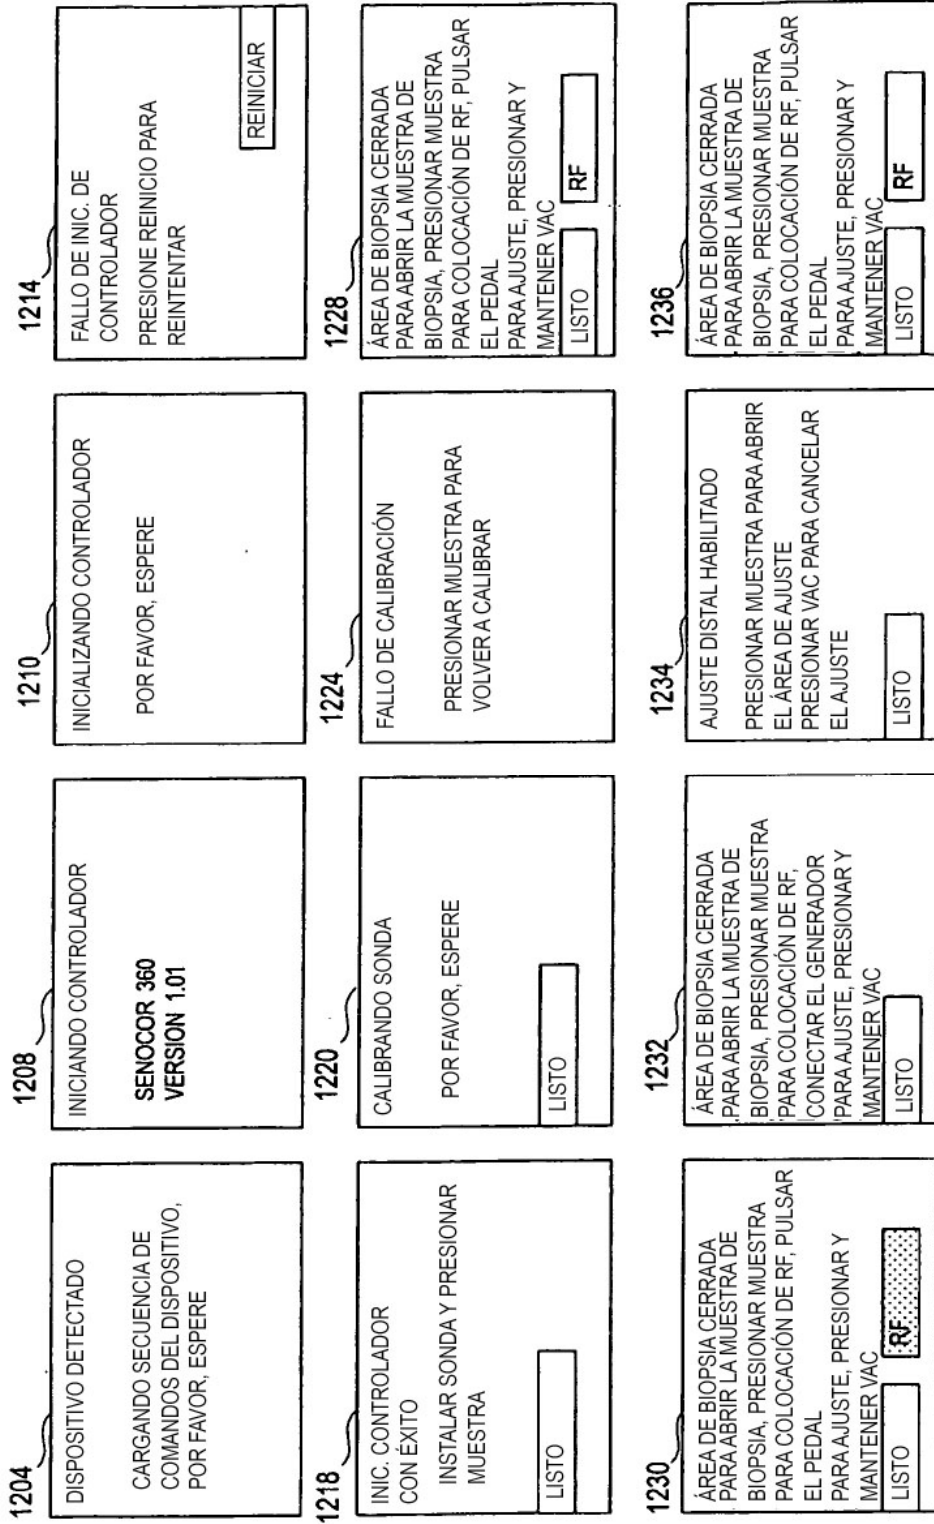 1204
DISPOSITIVO DETECTADO
CARGANDO SECUENCIA DE
COMANDOS DEL DISPOSITIVO,
POR FAVOR, ESPERE
1208
INICIANDO CONTROLADOR
SENOCOR 360
VERSION 1.01
1210
INICIALIZANDO CONTROLADOR
POR FAVOR, ESPERE
1214
FALLO DE INIC. DE
CONTROLADOR
PRESIONE REINICIO PARA
REINTENTAR
REINICIAR
1218
INIC. CONTROLADOR
CON ÉXITO
INSTALAR SONDA Y PRESIONAR
MUESTRA
LISTO
1220
CALIBRANDO SONDA
POR FAVOR, ESPERE
LISTO
1224
FALLO DE CALIBRACIÓN
PRESIONAR MUESTRA PARA
VOLVER A CALIBRAR
1228
ÁREA DE BIOPSIA CERRADA
PARA ABRIR LA MUESTRA DE
BIOPSIA, PRESIONAR MUESTRA
PARA COLOCACIÓN DE RF, PULSAR
EL PEDAL
PARA AJUSTE, PRESIONAR Y
MANTENER VAC
LISTO
RF
1230
ÁREA DE BIOPSIA CERRADA
PARA ABRIR LA MUESTRA DE
BIOPSIA, PRESIONAR MUESTRA
PARA COLOCACIÓN DE RF, PULSAR
EL PEDAL
PARA AJUSTE, PRESIONAR Y
MANTENER VAC
LISTO
RF
1232
ÁREA DE BIOPSIA CERRADA
PARA ABRIR LA MUESTRA DE
BIOPSIA, PRESIONAR MUESTRA
PARA COLOCACIÓN DE RF,
CONECTAR EL GENERADOR
PARA AJUSTE, PRESIONAR Y
MANTENER VAC
LISTO
1234
AJUSTE DISTAL HABILITADO
PRESIONAR MUESTRA PARA ABRIR
EL ÁREA DE AJUSTE
PRESIONAR VAC PARA CANCELAR
EL AJUSTE
LISTO
1236
ÁREA DE BIOPSIA CERRADA
PARA ABRIR LA MUESTRA DE
BIOPSIA, PRESIONAR MUESTRA
PARA COLOCACIÓN DE RF, PULSAR
EL PEDAL
PARA AJUSTE, PRESIONAR Y
MANTENER VAC
LISTO
RF